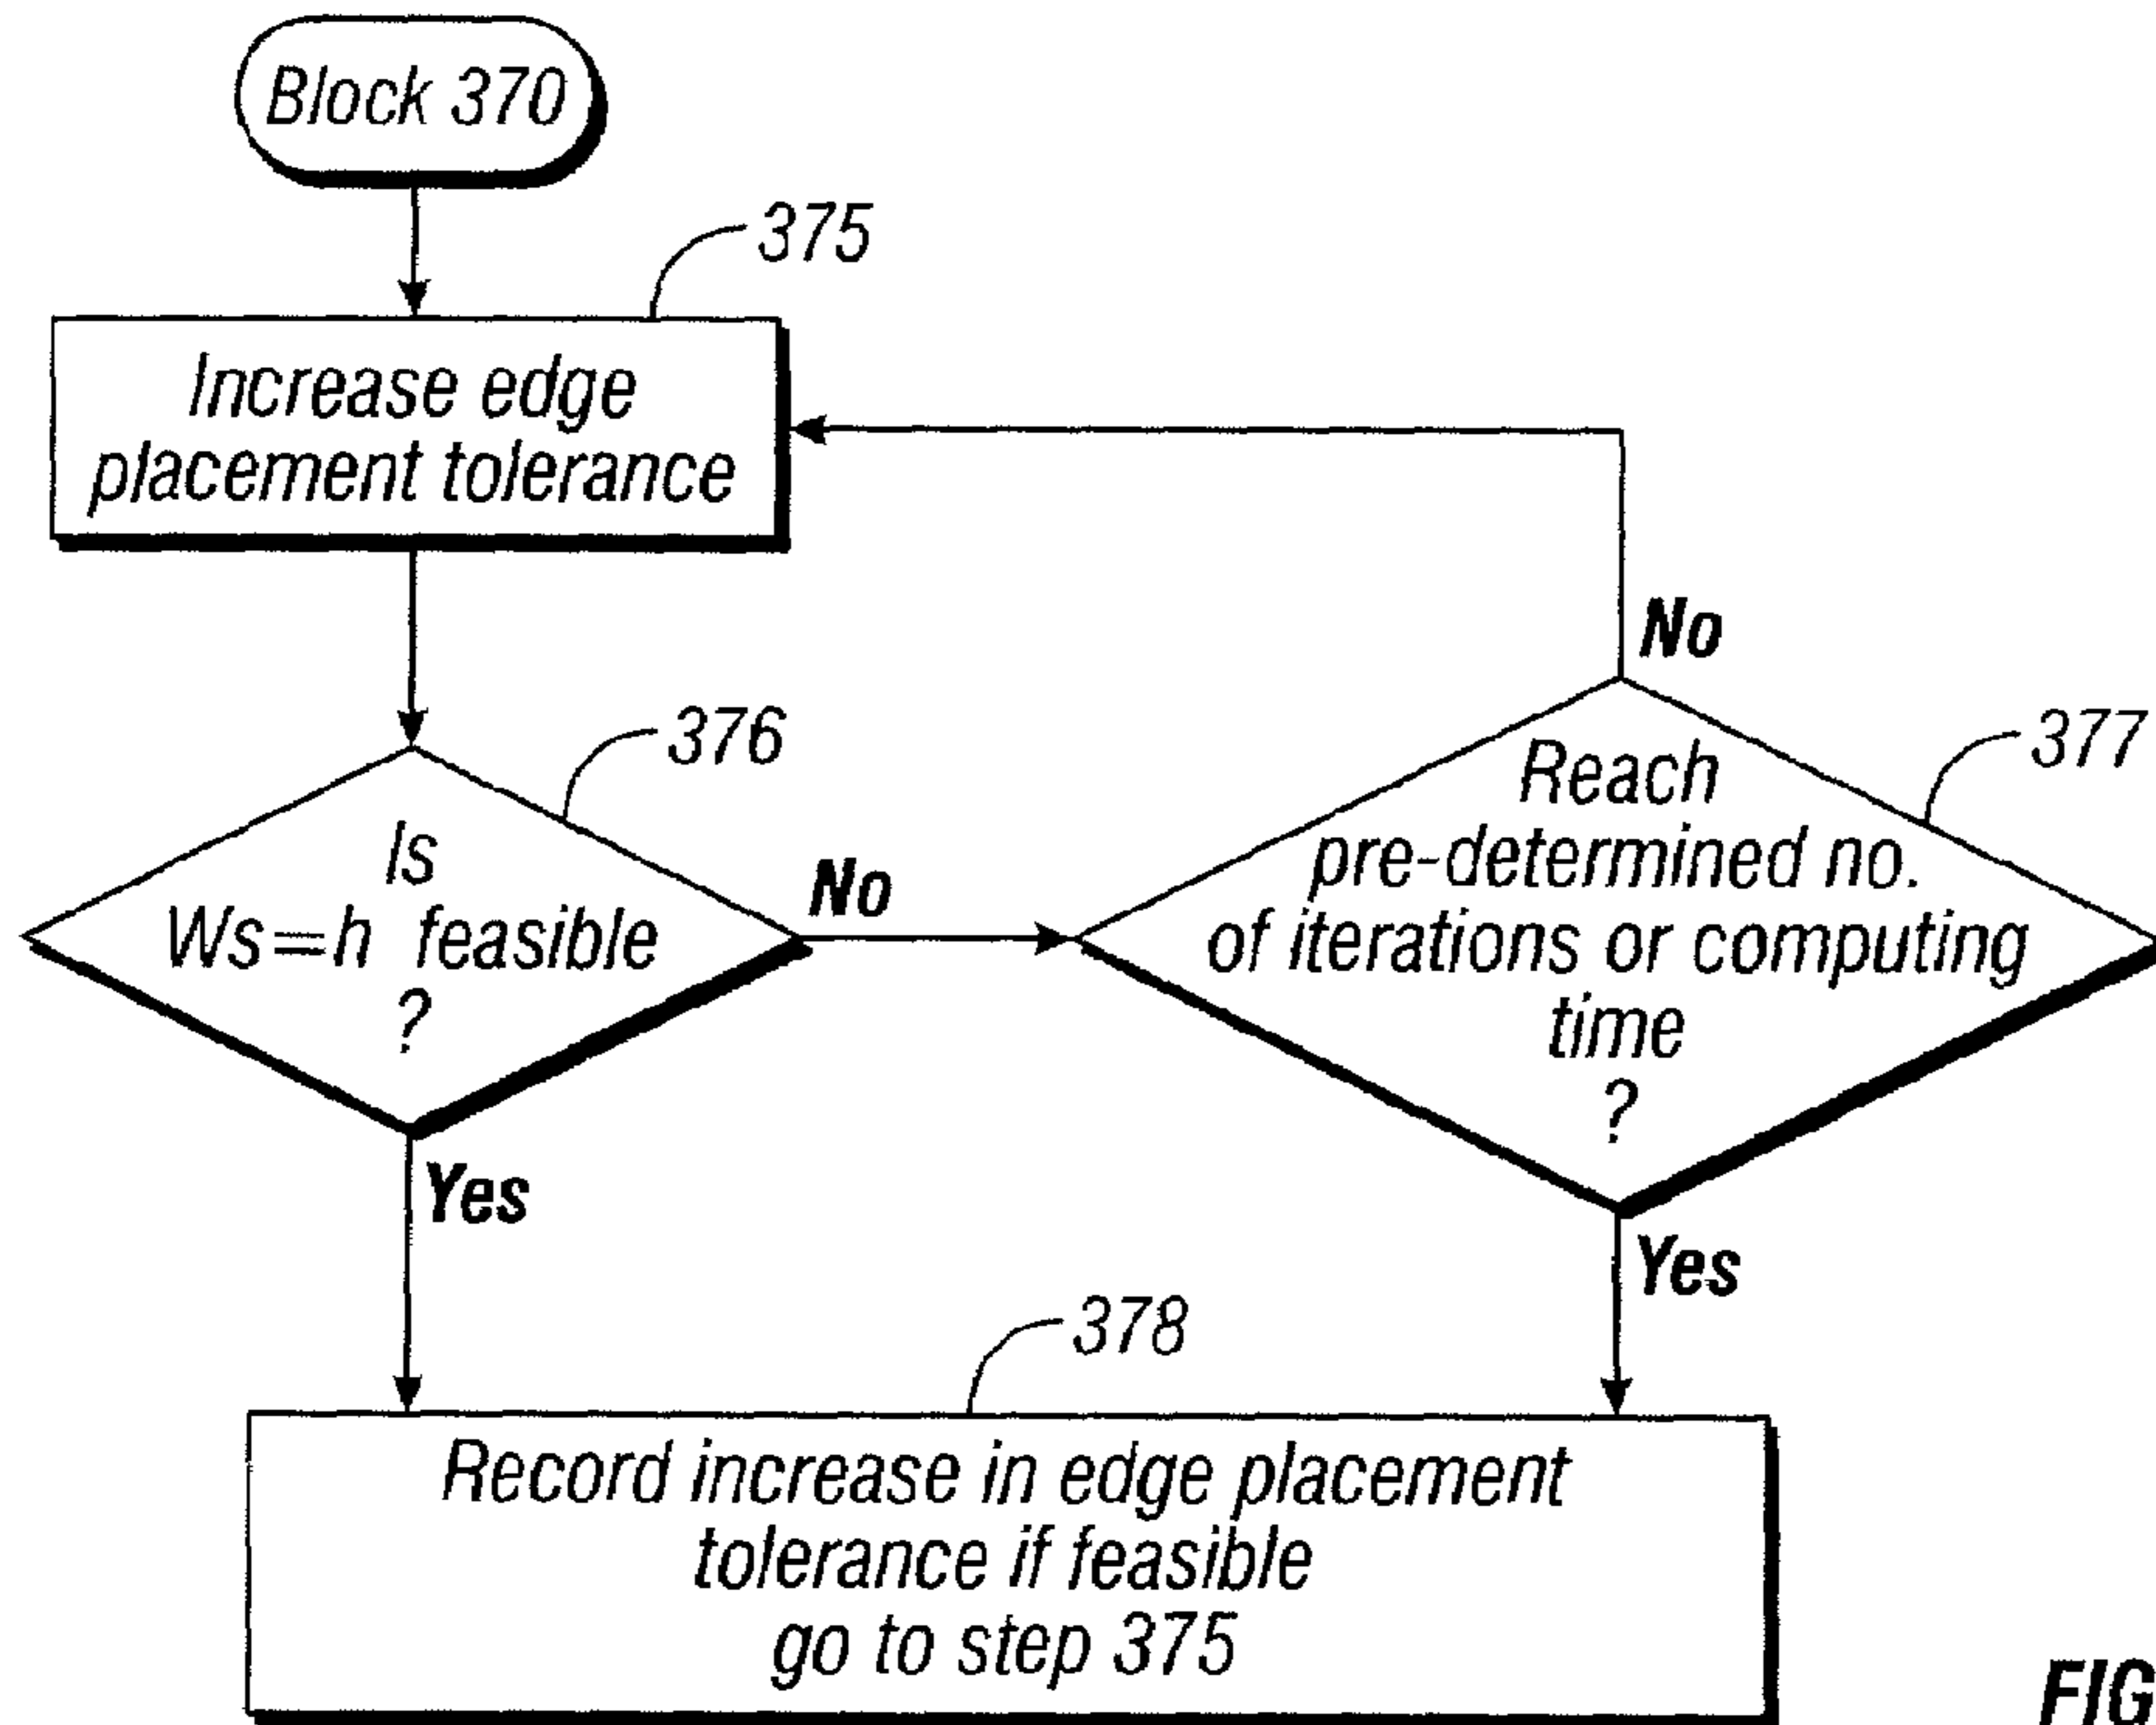 Block 370
375
Increase edge
placement tolerance
No
376
377
Is
Ws=h feasible
?
No
Reach
pre-determined no.
of iterations or computing
time
?
Yes
Yes
378
Record increase in edge placement
tolerance if feasible
go to step 375
FIG